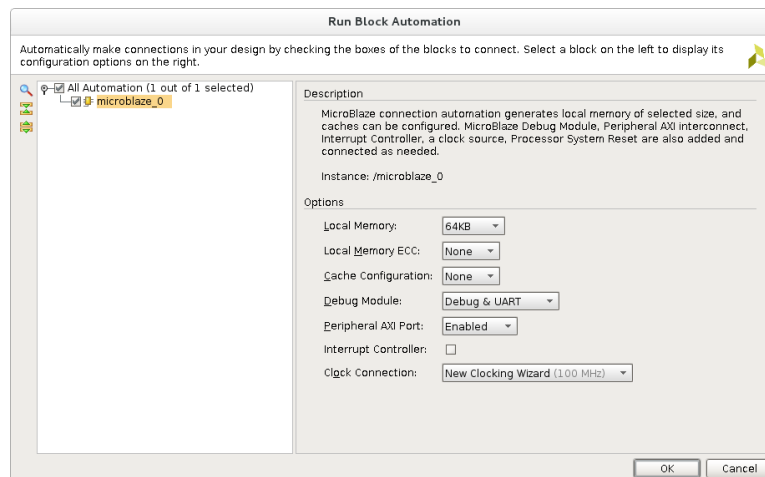 Run Block Automation
Automatically make connections in your design by checking the boxes of the blocks to connect. Select a block on the left to display its
configuration options on the right.
All Automation (1 out of 1 selected)
microblaze_0
Description
MicroBlaze connection automation generates local memory of selected size, and
caches can be configured. MicroBlaze Debug Module, Peripheral AXI interconnect,
Interrupt Controller, a clock source, Processor System Reset are also added and
connected as needed.
Instance: /microblaze_0
Options
Local Memory: 64KB
Local Memory ECC: None
Cache Configuration: None
Debug Module: Debug & UART
Peripheral AXI Port: Enabled
Interrupt Controller:
Clock Connection: New Clocking Wizard (100 MHz)
OK Cancel